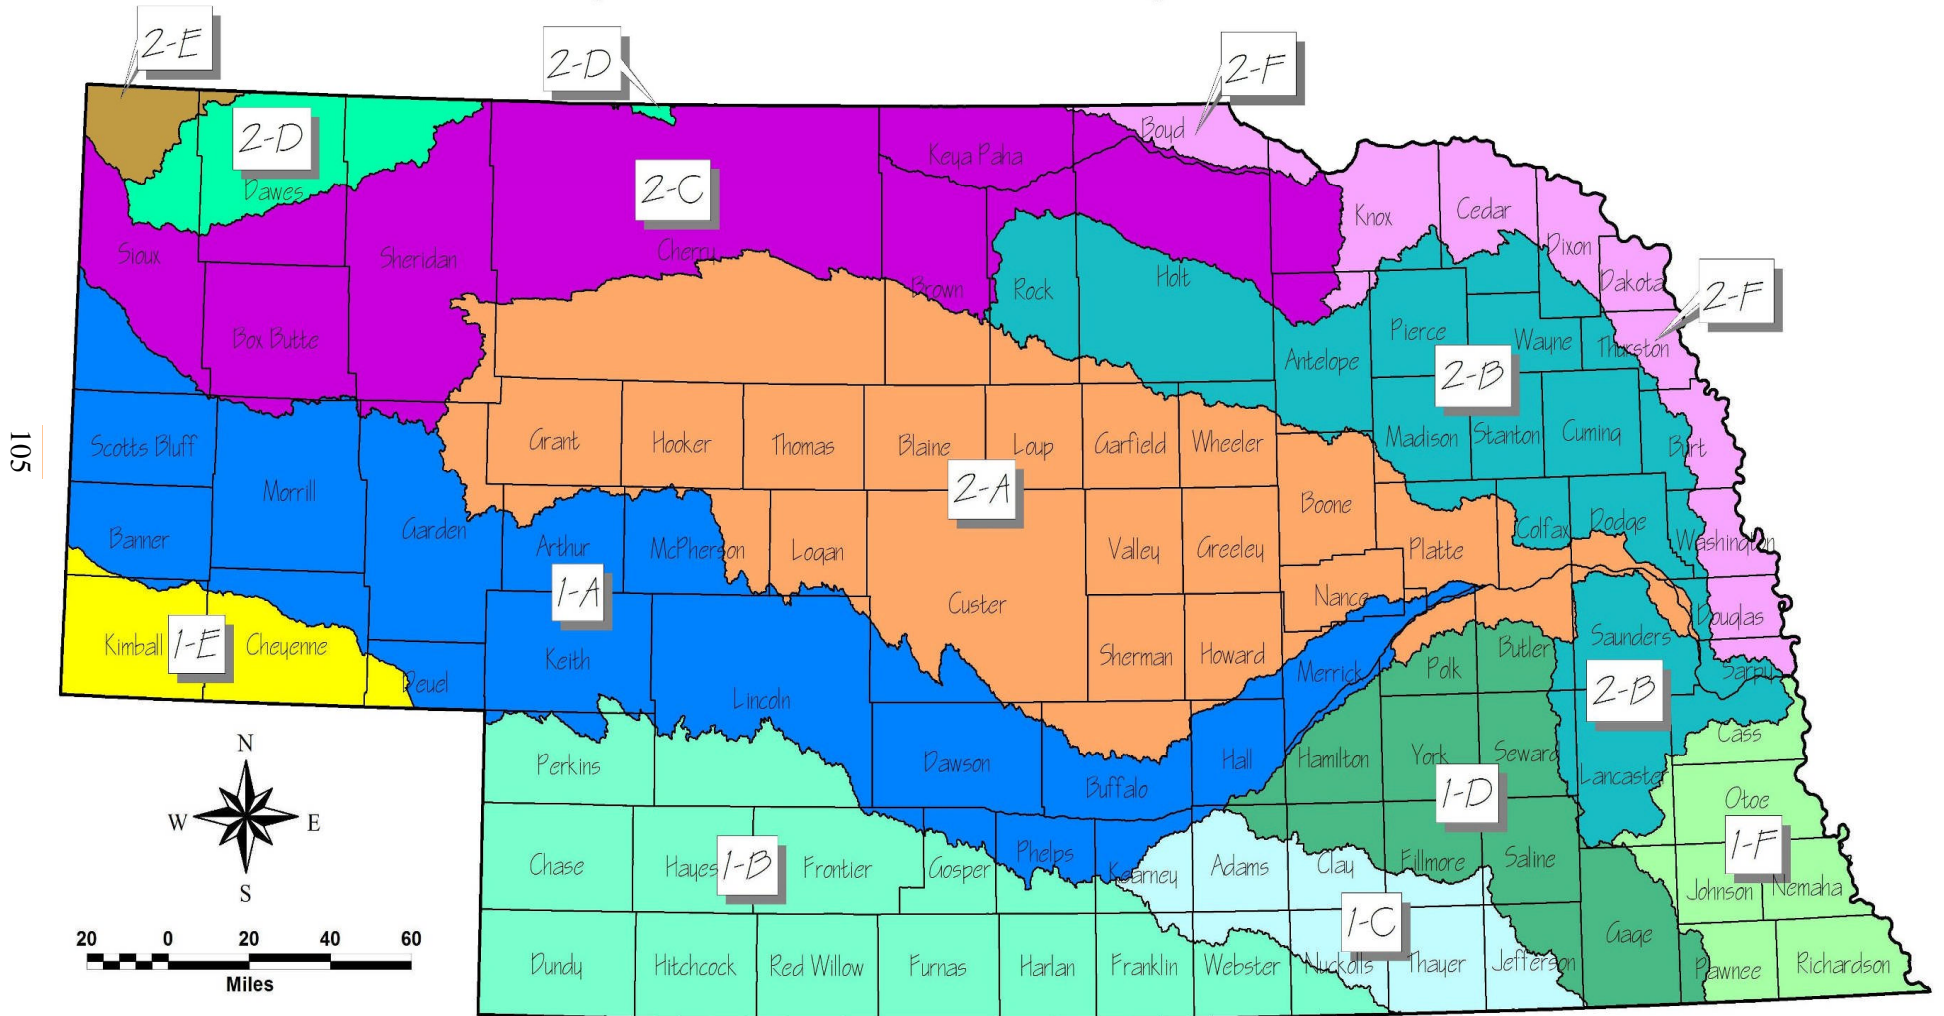 2-E
2-D
2-F
2-D
Boyd
Keya Paha
2-C
Dawes
Knox
Cedar
Dixon
Sioux
Sheridan
Cherry
Brown
Rock
Holt
Dakota
2-F
Box Butte
Antelope
Pierce
Wayne
Thurston
2-B
105
Scotts Bluff
Morrill
Grant
Hooker
Thomas
Blaine
Loup
Garfield
Wheeler
Madison
Stanton
Cuming
Burt
2-A
Boone
Banner
Garden
Arthur
McPherson
Logan
Valley
Greeley
Platte
Colfax
Dodge
Washington
1-A
Custer
Nance
Kimball
1-E
Cheyenne
Deuel
Keith
Lincoln
Sherman
Howard
Merrick
Polk
Butler
Saunders
Douglas
2-B
Sarpy
N
W
E
S
Perkins
Dawson
Buffalo
Hall
Hamilton
York
Seward
Lancaster
Cass
1-D
Otoe
Chase
Hayes
1-B
Frontier
Gosper
Phelps
Kearney
Adams
Clay
Fillmore
Saline
1-F
Johnson
Nemaha
1-C
20 0 20 40 60
Miles
Dundy
Hitchcock
Red Willow
Furnas
Harlan
Franklin
Webster
Nuckolls
Thayer
Jefferson
Gage
Pawnee
Richardson